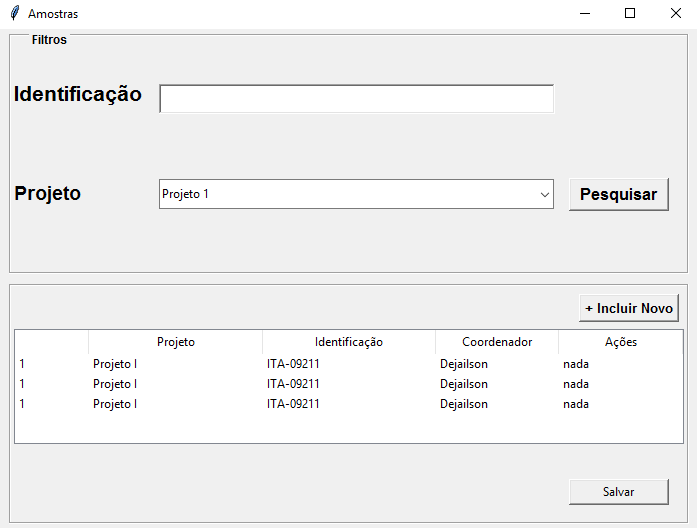 Amostras
Filtros
Identificação
Projeto Projeto 1 Pesquisar
+ Incluir Novo
Projeto Identificação Coordenador Ações
1 Projeto I ITA-09211 Dejailson nada
1 Projeto I ITA-09211 Dejailson nada
1 Projeto I ITA-09211 Dejailson nada
Salvar